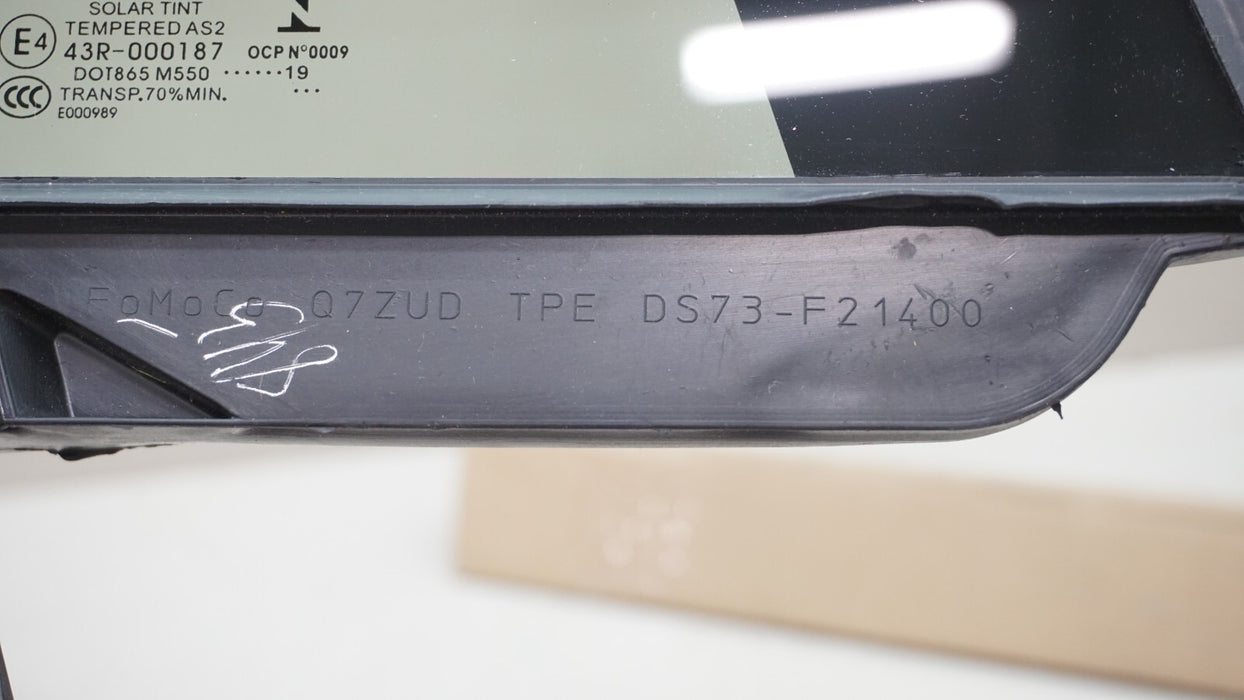 SOLAR TINT
TEMPERED AS2
E4
43R-000187
OCP N°0009
DOT865 M550 ······19
CCC
TRANSP.70%MIN.
...
E000989
FoMoCo Q7ZUD TPE DS73-F21400